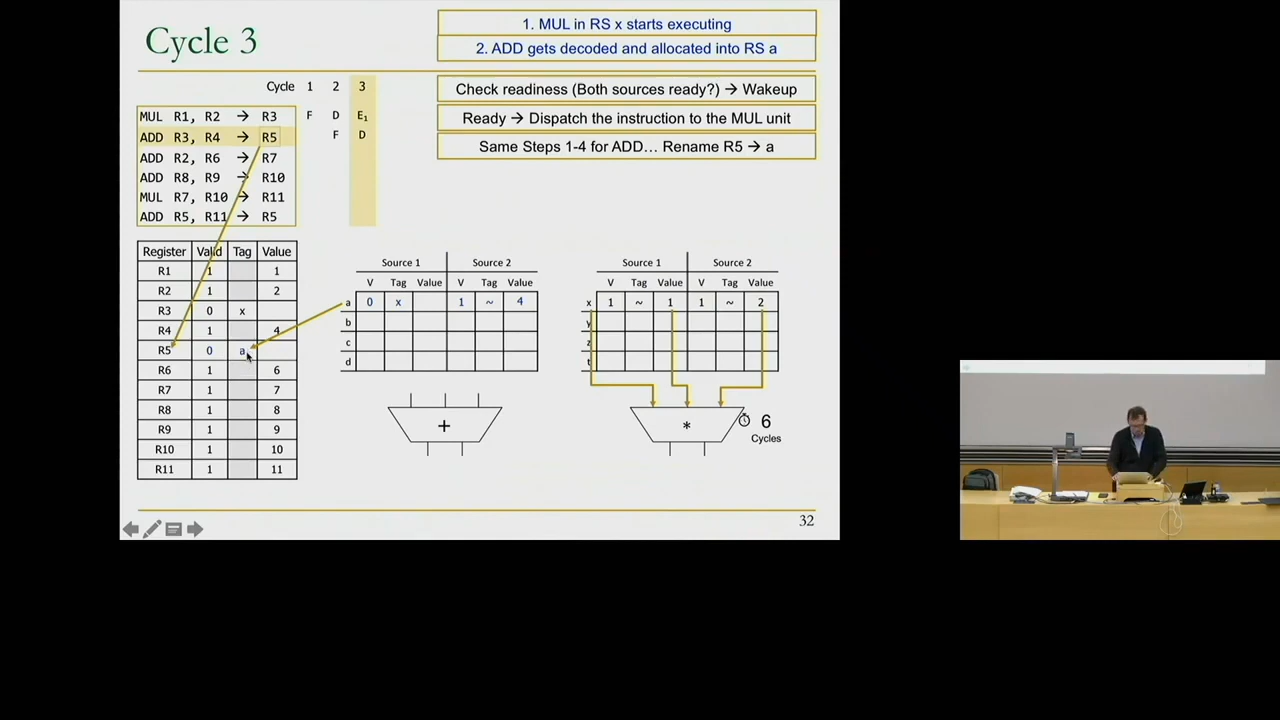 Cycle 3
1. MUL in RS x starts executing
2. ADD gets decoded and allocated into RS a
Check readiness (Both sources ready?) → Wakeup
Ready → Dispatch the instruction to the MUL unit
Same Steps 1-4 for ADD… Rename R5 → a
Cycle 1 2 3
MUL R1, R2 → R3 F D E₁
ADD R3, R4 → R5 F D
ADD R2, R6 → R7
ADD R8, R9 → R10
MUL R7, R10 → R11
ADD R5, R11 → R5
Register Valid Tag Value
R1 1 1
R2 1 2
R3 0 x
R4 1 4
R5 0 a
R6 1 6
R7 1 7
R8 1 8
R9 1 9
R10 1 10
R11 1 11
Source 1 Source 2
V Tag Value V Tag Value
a 0 x 1 ~ 4
b
c
d
+
Source 1 Source 2
V Tag Value V Tag Value
x 1 ~ 1 1 ~ 2
y
z
t
*
6
Cycles
32